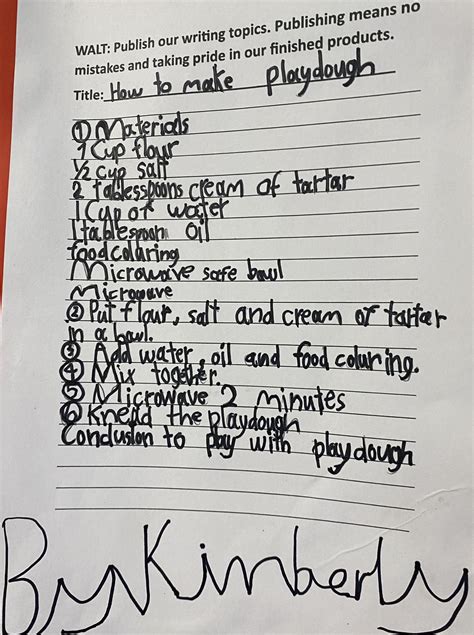 WALT: Publish our writing topics. Publishing means no
mistakes and taking pride in our finished products.
Title: How to make playdough
① Materials
1 Cup flour
½ cup salt
2 tablesspoons cream of tartar
1 Cup of water
1 tablespoon oil
foodcoluring
Microwave safe bowl
Microwave
② Put flour, salt and cream of tartar
in a bowl.
③ Add water, oil and food coluring.
④ Mix together.
⑤ Microwave 2 minutes
⑥ Knead the playdough
Conclusion to play with playdough
By Kimberly